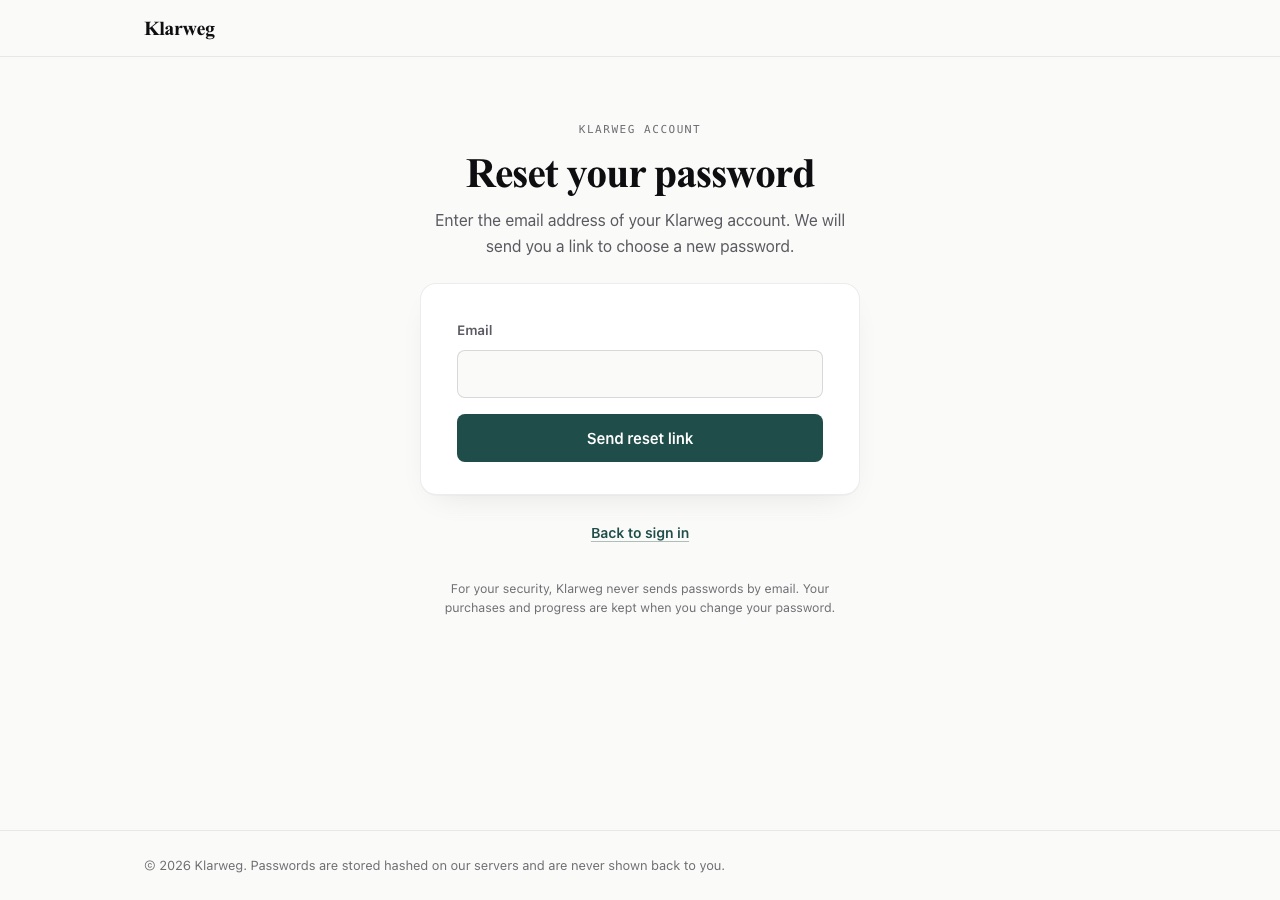 Klarweg
KLARWEG ACCOUNT
Reset your password
Enter the email address of your Klarweg account. We will
send you a link to choose a new password.
Email
Send reset link
Back to sign in
For your security, Klarweg never sends passwords by email. Your
purchases and progress are kept when you change your password.
© 2026 Klarweg. Passwords are stored hashed on our servers and are never shown back to you.